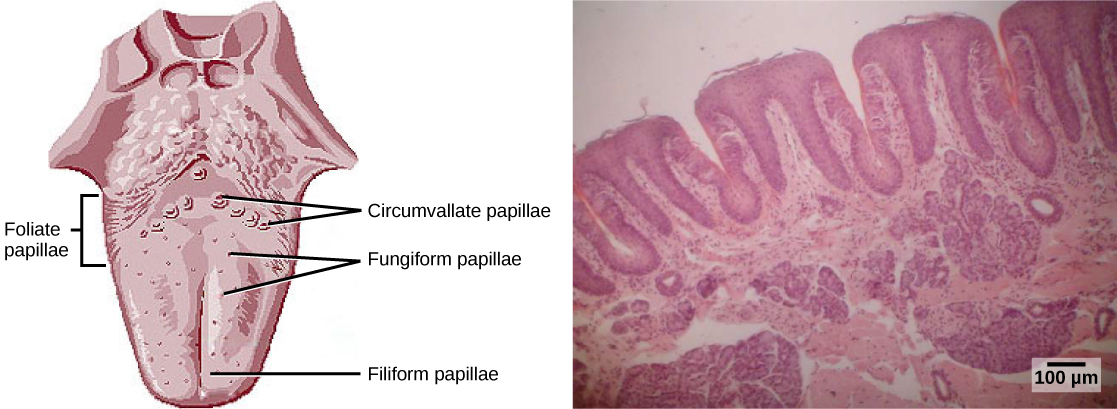 Foliate
papillae
Circumvallate papillae
Fungiform papillae
Filiform papillae
100 µm